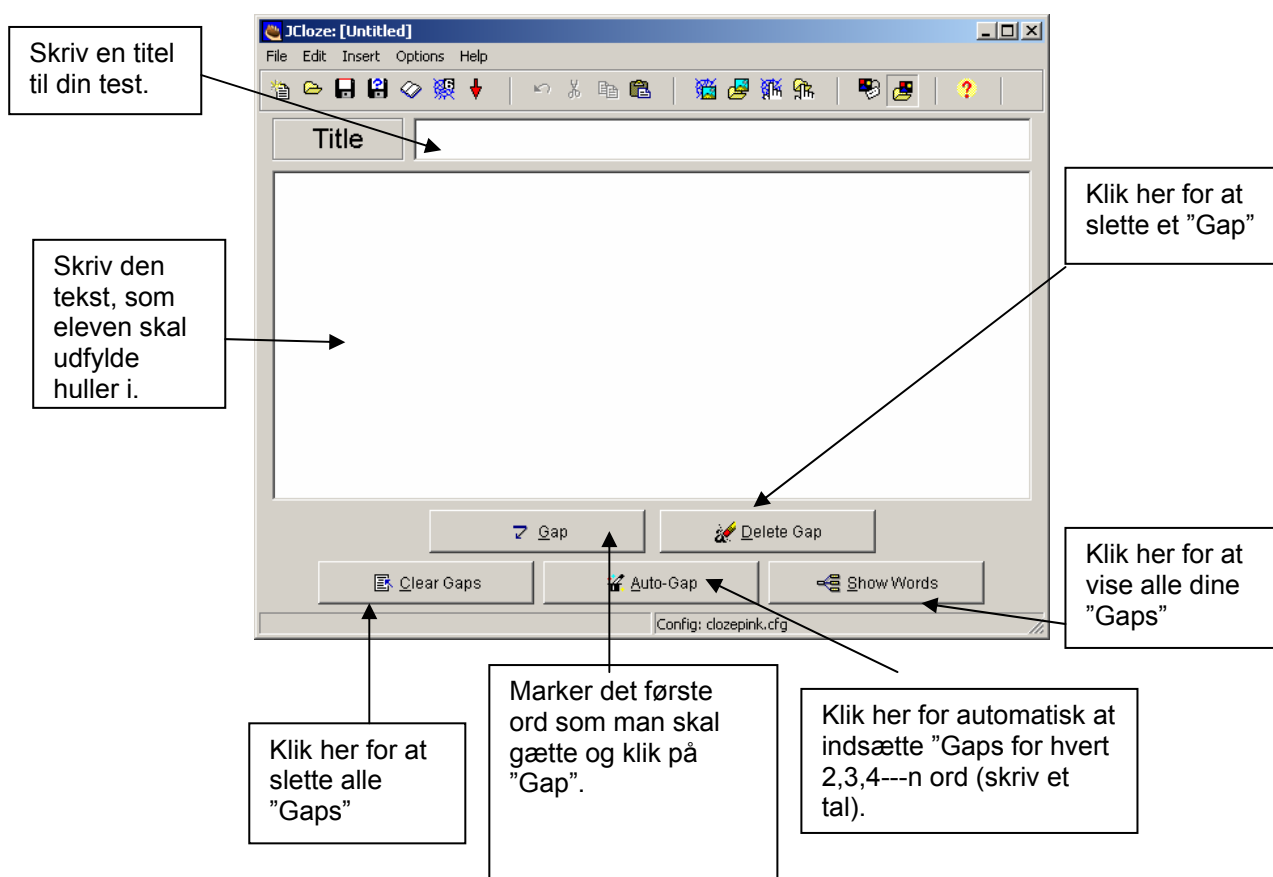 JCloze: [Untitled]
File Edit Insert Options Help
Skriv en titel
til din test.
Title
Klik her for at
slette et ”Gap”
Skriv den
tekst, som
eleven skal
udfylde
huller i.
Gap
Delete Gap
Clear Gaps
Auto-Gap
Show Words
Config: clozepink.cfg
Klik her for at
vise alle dine
”Gaps”
Marker det første
ord som man skal
gætte og klik på
”Gap”.
Klik her for automatisk at
indsætte ”Gaps for hvert
2,3,4---n ord (skriv et
tal).
Klik her for at
slette alle
”Gaps”